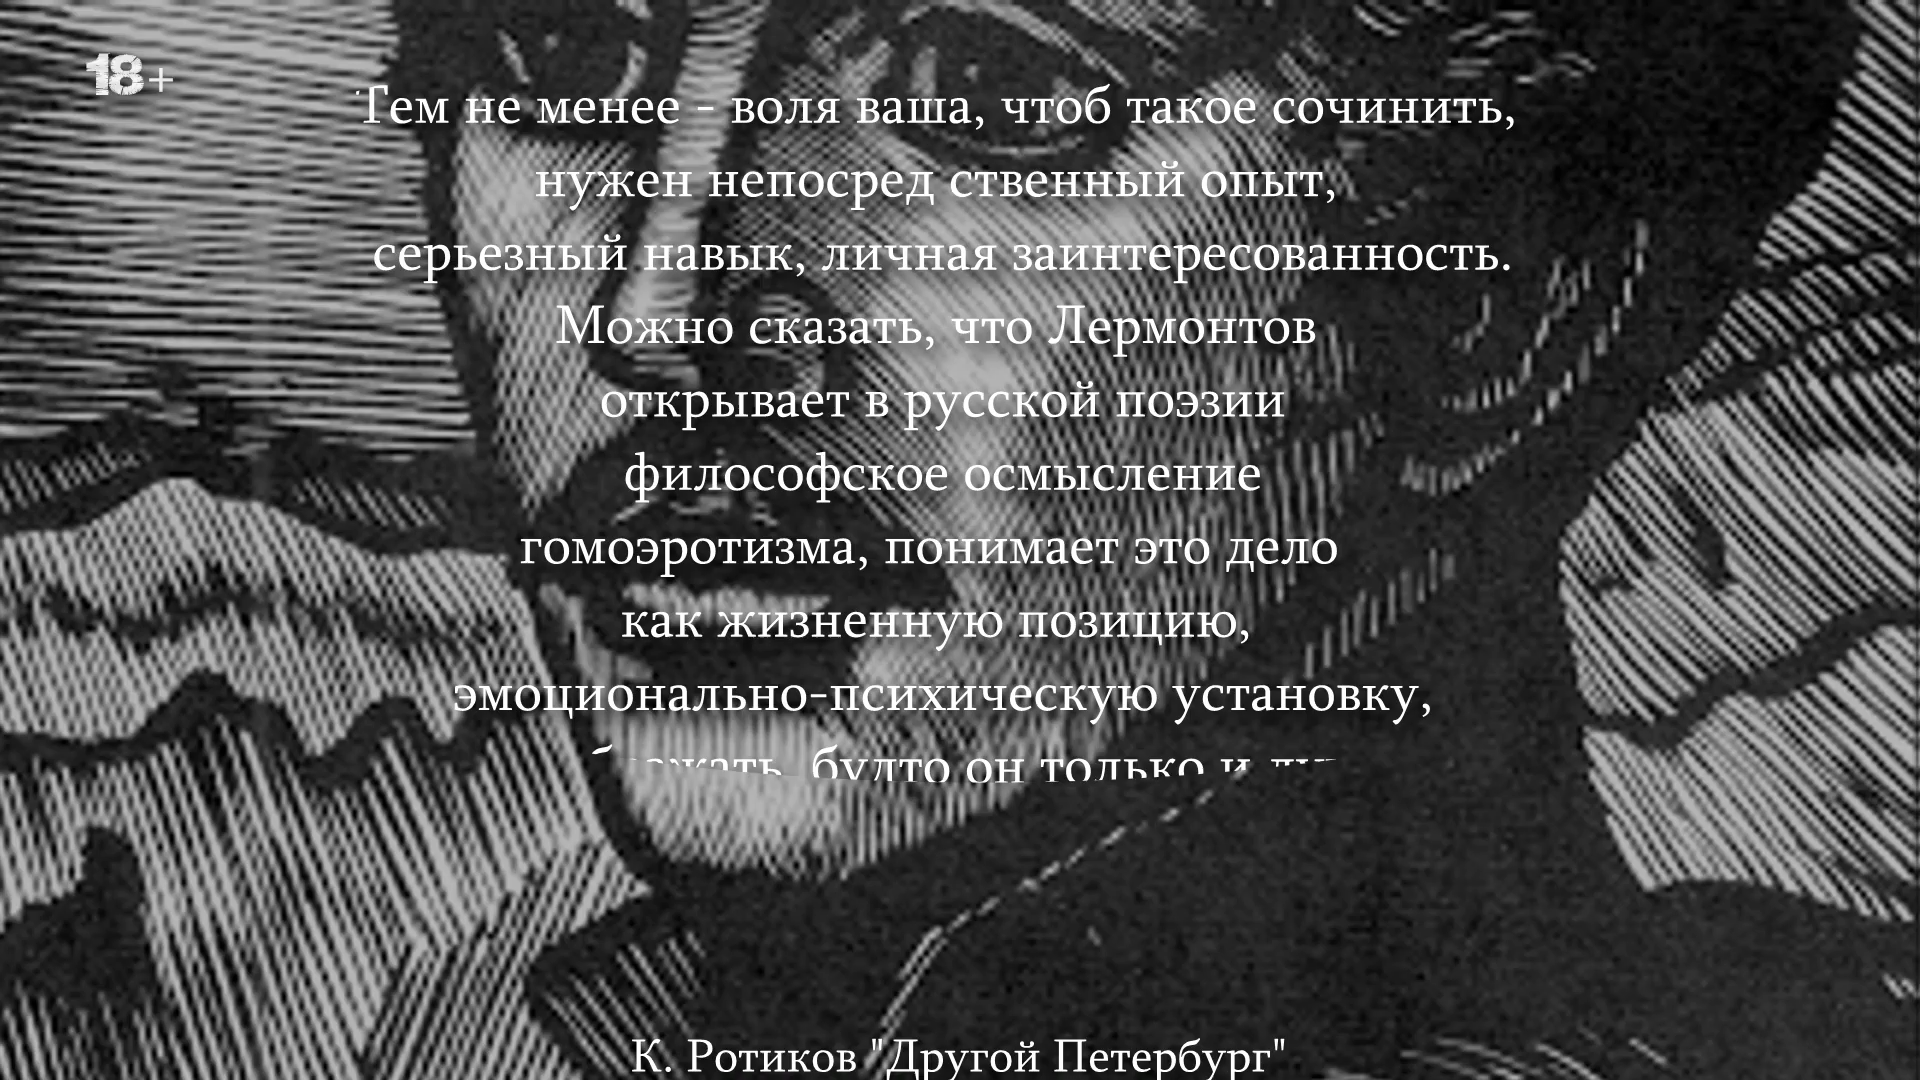 18+
Тем не менее - воля ваша, чтоб такое сочинить,
нужен непосред ственный опыт,
серьезный навык, личная заинтересованность.
Можно сказать, что Лермонтов
открывает в русской поэзии
философское осмысление
гомоэротизма, понимает это дело
как жизненную позицию,
эмоционально-психическую установку,
будто он только и
К. Ротиков "Другой Петербург"